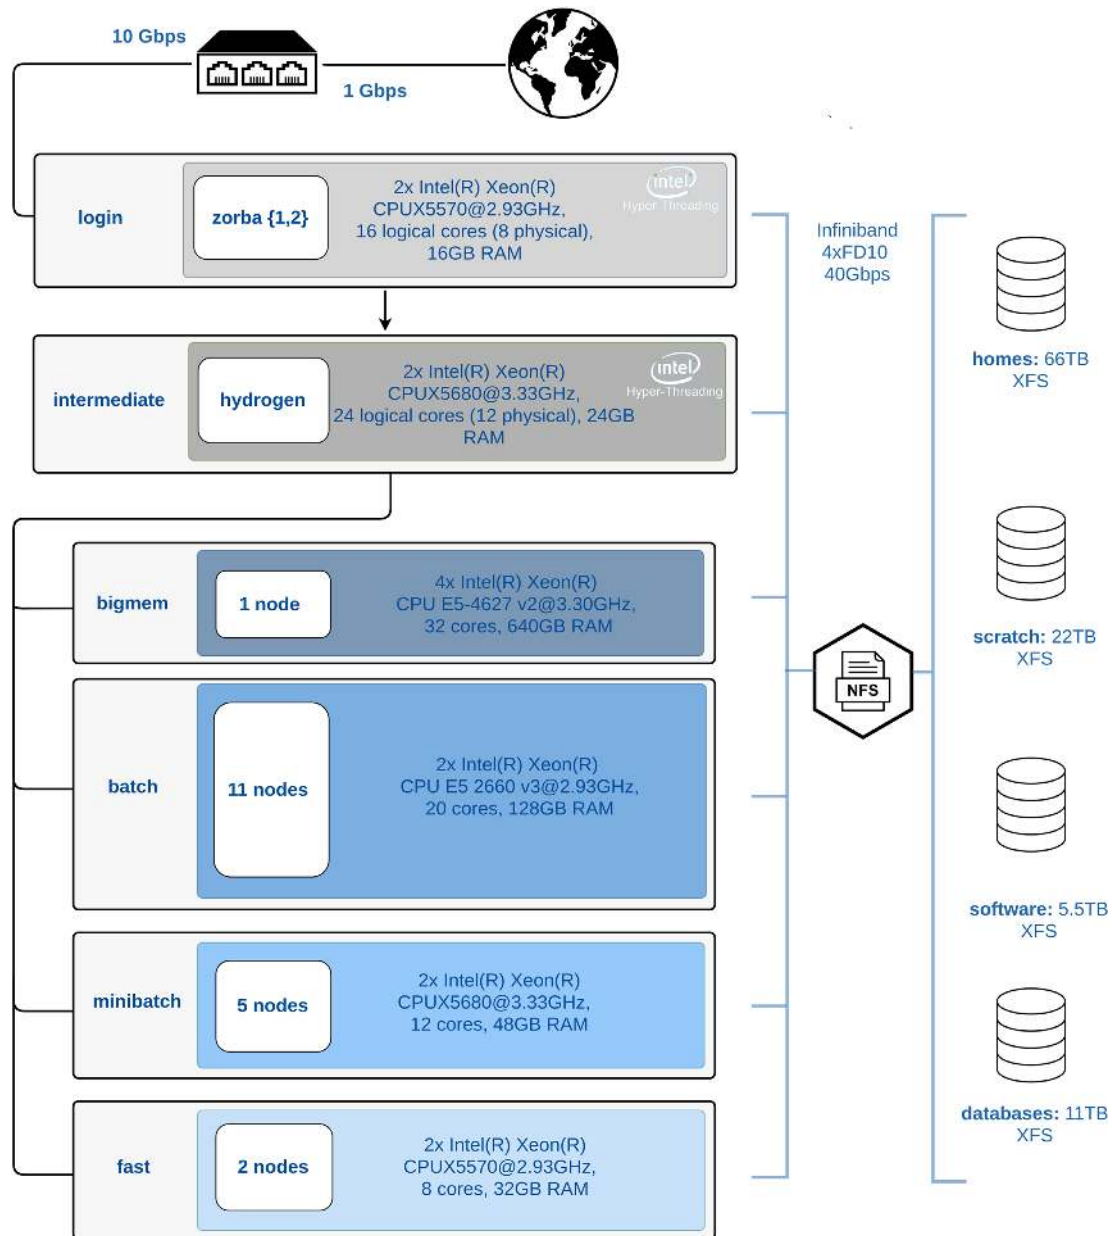 10 Gbps
1 Gbps
login
zorba {1,2}
2x Intel(R) Xeon(R)
CPUX5570@2.93GHz,
16 logical cores (8 physical),
16GB RAM
intel
Hyper-Threading
Infiniband
4xFD10
40Gbps
homes: 66TB
XFS
intermediate
hydrogen
2x Intel(R) Xeon(R)
CPUX5680@3.33GHz,
24 logical cores (12 physical), 24GB
RAM
intel
Hyper-Threading
bigmem
1 node
4x Intel(R) Xeon(R)
CPU E5-4627 v2@3.30GHz,
32 cores, 640GB RAM
scratch: 22TB
XFS
NFS
batch
11 nodes
2x Intel(R) Xeon(R)
CPU E5 2660 v3@2.93GHz,
20 cores, 128GB RAM
software: 5.5TB
XFS
minibatch
5 nodes
2x Intel(R) Xeon(R)
CPUX5680@3.33GHz,
12 cores, 48GB RAM
databases: 11TB
XFS
fast
2 nodes
2x Intel(R) Xeon(R)
CPUX5570@2.93GHz,
8 cores, 32GB RAM